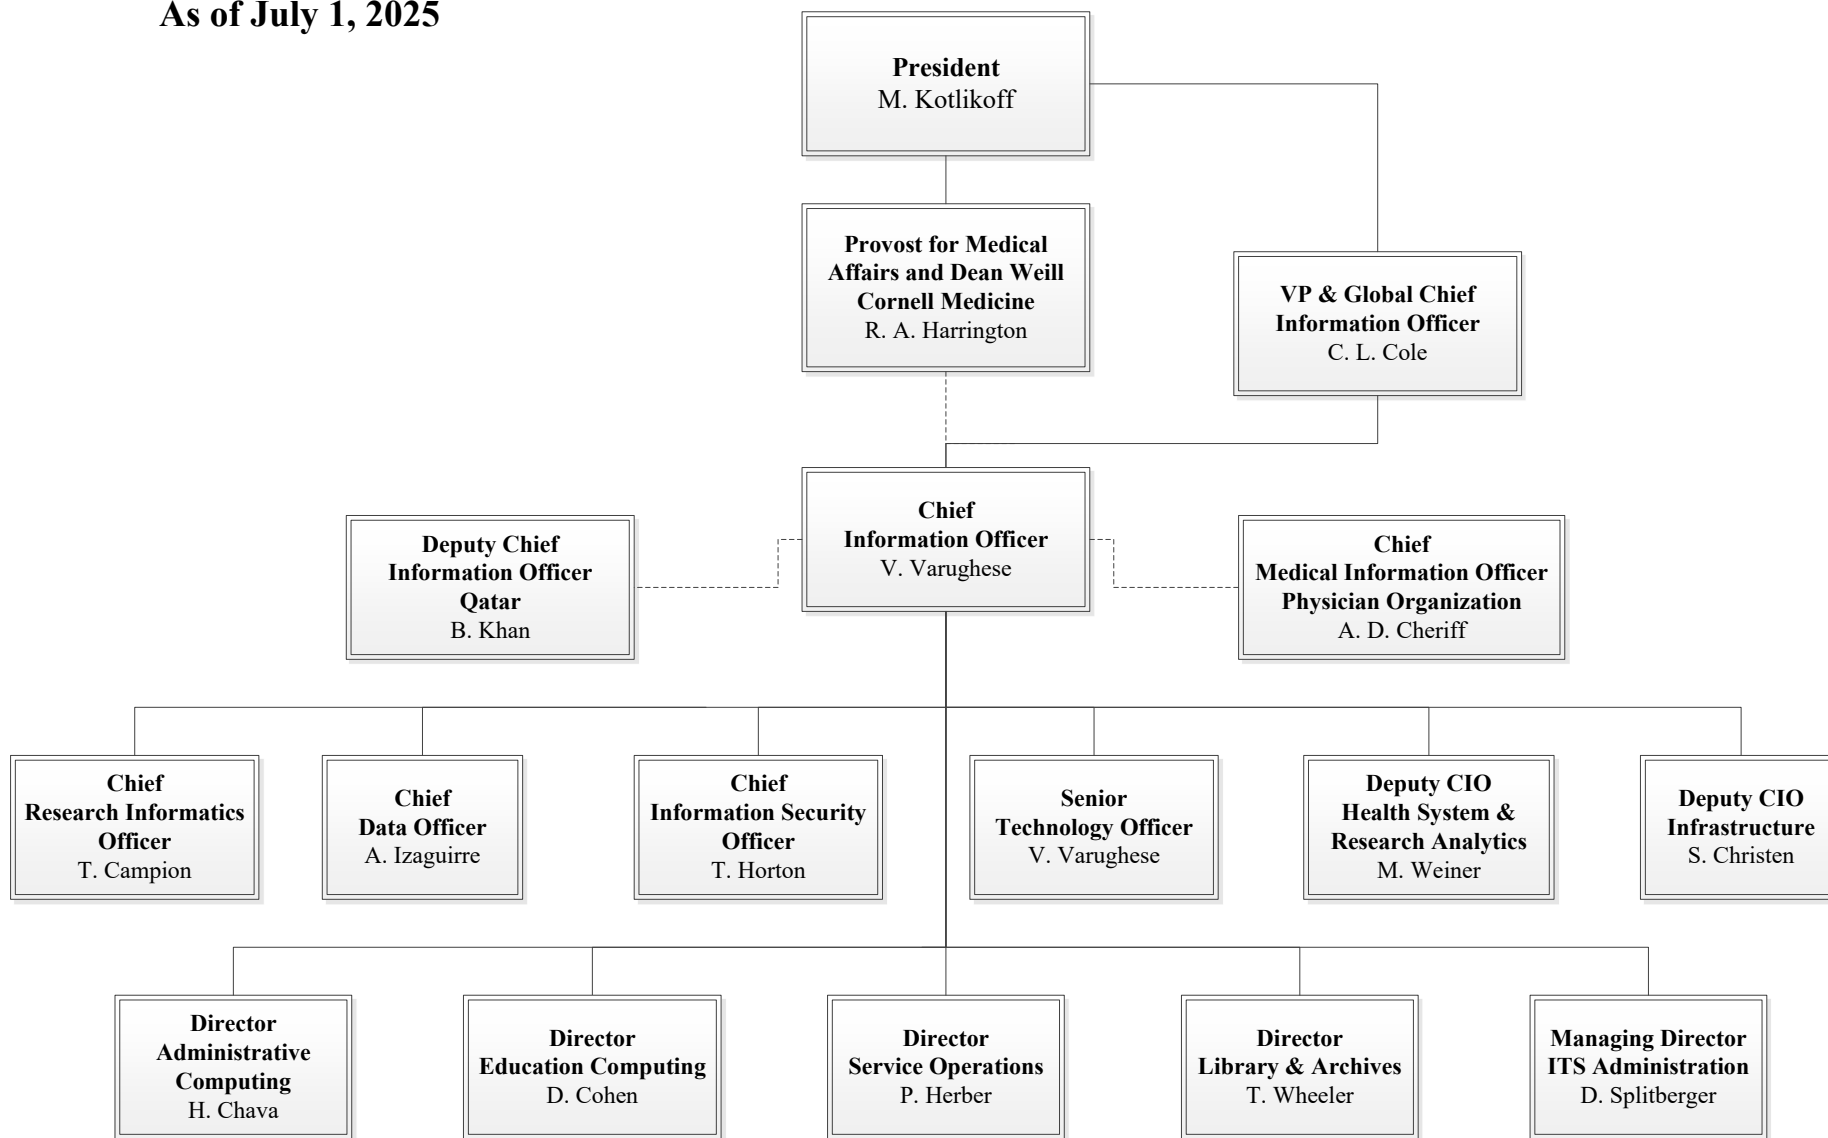 As of July 1, 2025
President
M. Kotlikoff
Provost for Medical
Affairs and Dean Weill
Cornell Medicine
R. A. Harrington
VP & Global Chief
Information Officer
C. L. Cole
Chief
Information Officer
V. Varughese
Deputy Chief
Information Officer
Qatar
B. Khan
Chief
Medical Information Officer
Physician Organization
A. D. Cheriff
Chief
Research Informatics
Officer
T. Campion
Chief
Data Officer
A. Izaguirre
Chief
Information Security
Officer
T. Horton
Senior
Technology Officer
V. Varughese
Deputy CIO
Health System &
Research Analytics
M. Weiner
Deputy CIO
Infrastructure
S. Christen
Director
Administrative
Computing
H. Chava
Director
Education Computing
D. Cohen
Director
Service Operations
P. Herber
Director
Library & Archives
T. Wheeler
Managing Director
ITS Administration
D. Splitberger